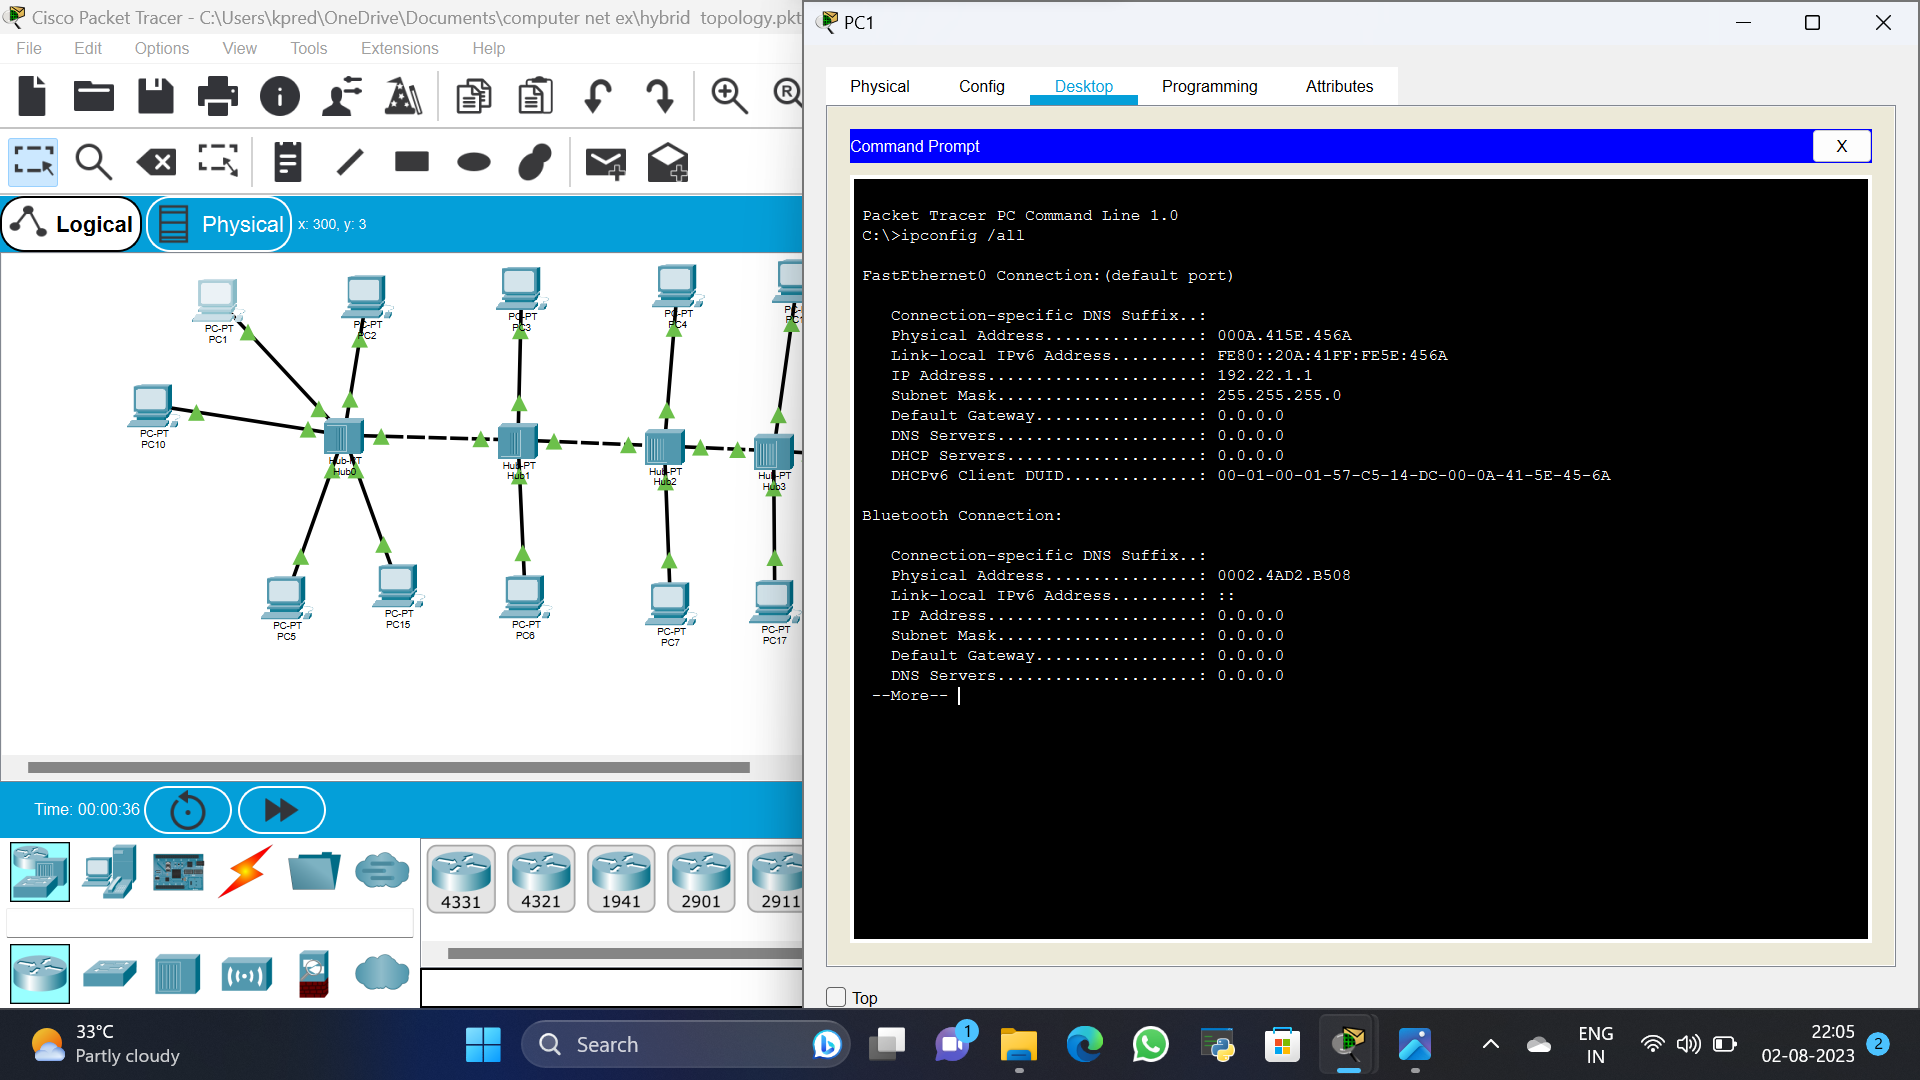 Cisco Packet Tracer - C:\Users\kpred\OneDrive\Documents\computer net ex\hybrid  topology.pkt
File Edit Options View Tools Extensions Help
Logical
Physical
x: 300, y: 3
PC-PT
PC1
PC-PT
PC2
PC-PT
PC3
PC-PT
PC4
PC-PT
PC10
Hub-PT
Hub0
Hub-PT
Hub1
Hub-PT
Hub2
Hub-PT
Hub3
PC-PT
PC5
PC-PT
PC15
PC-PT
PC6
PC-PT
PC7
PC-PT
PC17
Time: 00:00:36
4331
4321
1941
2901
2911
PC1
Physical Config Desktop Programming Attributes
Command Prompt
X
Packet Tracer PC Command Line 1.0
C:\>ipconfig /all
FastEthernet0 Connection:(default port)
Connection-specific DNS Suffix..:
Physical Address................: 000A.415E.456A
Link-local IPv6 Address.........: FE80::20A:41FF:FE5E:456A
IP Address......................: 192.22.1.1
Subnet Mask.....................: 255.255.255.0
Default Gateway.................: 0.0.0.0
DNS Servers.....................: 0.0.0.0
DHCP Servers....................: 0.0.0.0
DHCPv6 Client DUID..............: 00-01-00-01-57-C5-14-DC-00-0A-41-5E-45-6A
Bluetooth Connection:
Connection-specific DNS Suffix..:
Physical Address................: 0002.4AD2.B508
Link-local IPv6 Address.........: ::
IP Address......................: 0.0.0.0
Subnet Mask.....................: 0.0.0.0
Default Gateway.................: 0.0.0.0
DNS Servers.....................: 0.0.0.0
--More--
Top
33°C
Partly cloudy
Search
1
ENG
IN
22:05
02-08-2023
2